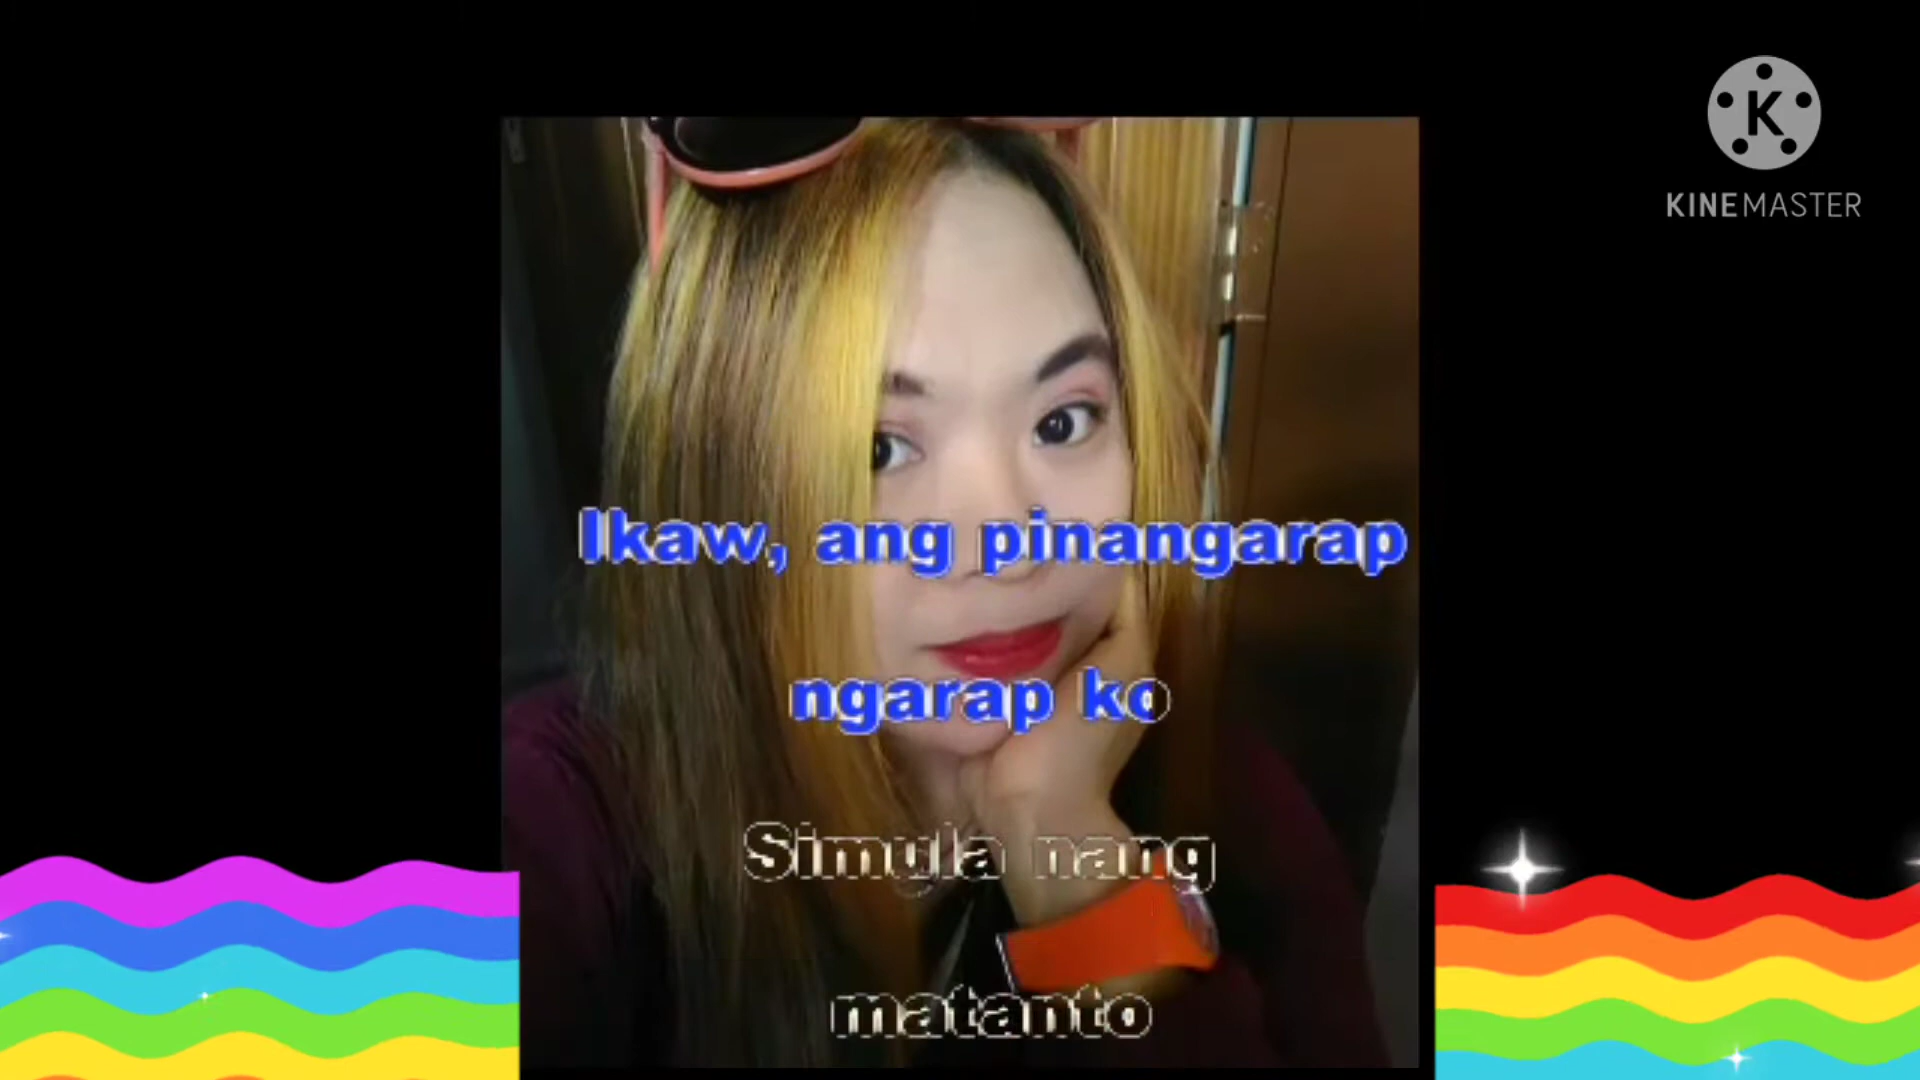 K
KINEMASTER
Ikaw, ang pinangarap
ngarap ko
Simula nang
matanto